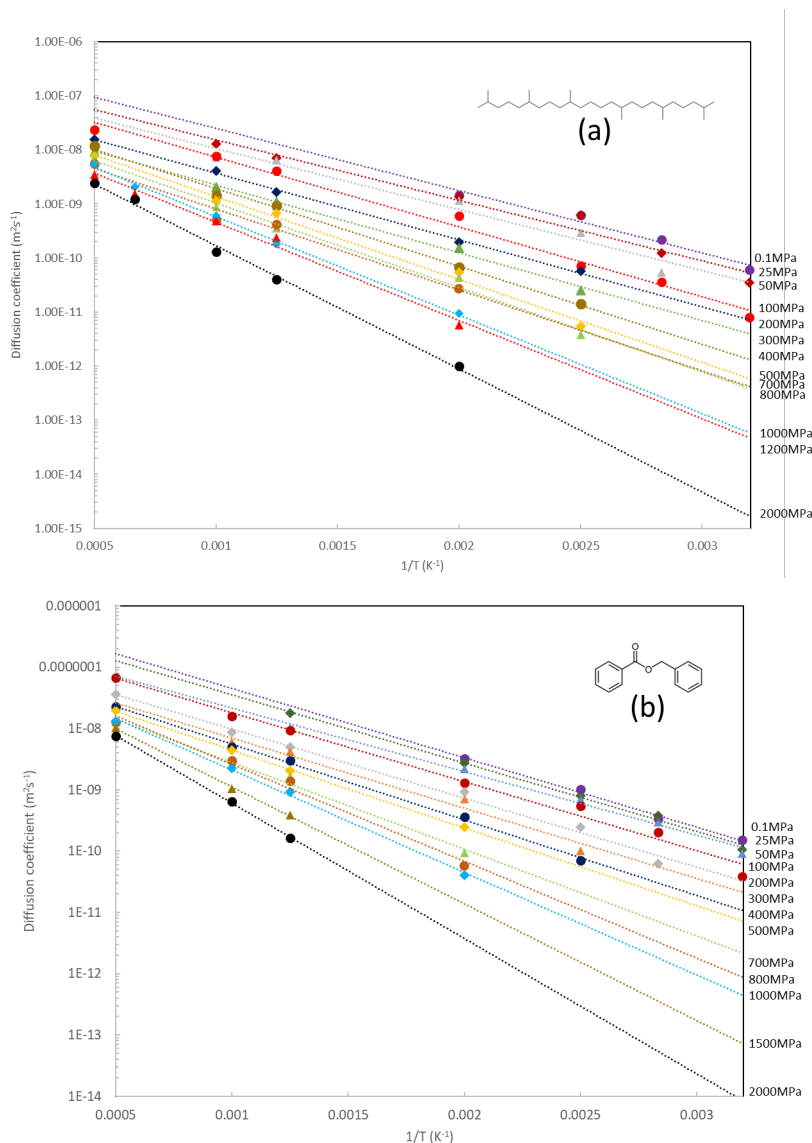 1.00E-06
1.00E-07
1.00E-08
1.00E-09
1.00E-10
1.00E-11
1.00E-12
1.00E-13
1.00E-14
1.00E-15
Diffusion coefficient (m²s⁻¹)
(a)
0.1MPa
25MPa
50MPa
100MPa
200MPa
300MPa
400MPa
500MPa
700MPa
800MPa
1000MPa
1200MPa
2000MPa
0.0005 0.001 0.0015 0.002 0.0025 0.003
1/T (K⁻¹)
0.000001
0.0000001
1E-08
1E-09
1E-10
1E-11
1E-12
1E-13
1E-14
Diffusion coefficient (m²s⁻¹)
O
O
(b)
0.1MPa
25MPa
50MPa
100MPa
200MPa
300MPa
400MPa
500MPa
700MPa
800MPa
1000MPa
1500MPa
2000MPa
0.0005 0.001 0.0015 0.002 0.0025 0.003
1/T (K⁻¹)